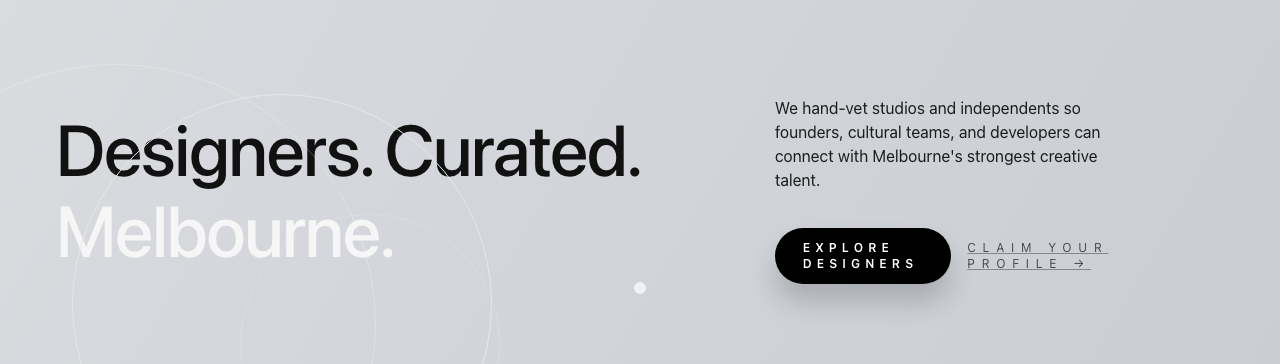 Designers. Curated.
Melbourne.
We hand-vet studios and independents so
founders, cultural teams, and developers can
connect with Melbourne's strongest creative
talent.
EXPLORE
DESIGNERS
CLAIM YOUR
PROFILE →